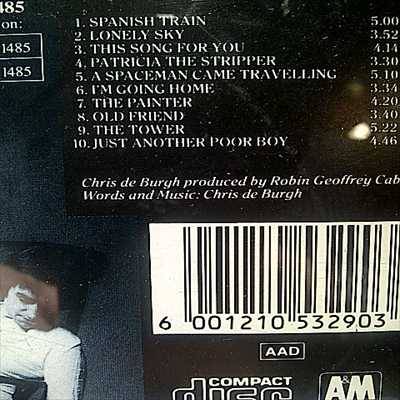 485
on:
1485
1485
1. SPANISH TRAIN 5.00
2. LONELY SKY 3.52
3. THIS SONG FOR YOU 4.14
4. PATRICIA THE STRIPPER 3.30
5. A SPACEMAN CAME TRAVELLING 5.10
6. I'M GOING HOME 3.34
7. THE PAINTER 4.20
8. OLD FRIEND 3.40
9. THE TOWER 5.22
10. JUST ANOTHER POOR BOY 4.46
Chris de Burgh produced by Robin Geoffrey Cab
Words and Music: Chris de Burgh
6 001210 532903
AAD
COMPACT
disc
A&M